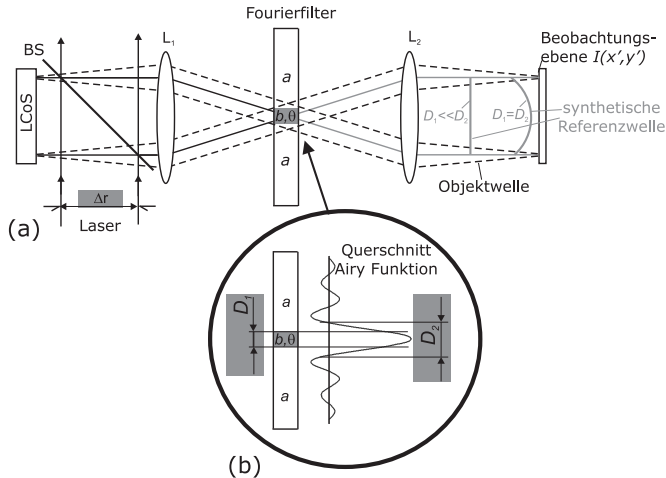 Fourierfilter
BS
L1
L2
Beobachtungs-
ebene I(x',y')
LCoS
a
b,θ
a
D1<<D2
D1=D2
synthetische
Referenzwelle
Objektwelle
Δr
Laser
(a)
Querschnitt
Airy Funktion
a
D1
b,θ
D2
a
(b)